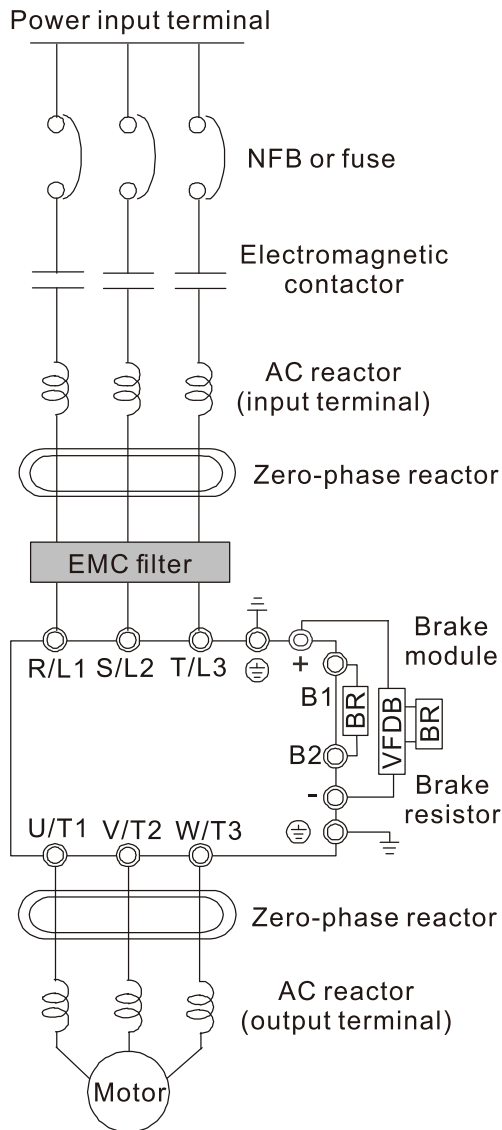 Power input terminal
NFB or fuse
Electromagnetic
contactor
AC reactor
(input terminal)
Zero-phase reactor
EMC filter
R/L1 S/L2 T/L3
+
Brake
module
B1
BR
VFDB
BR
B2
-
Brake
resistor
U/T1 V/T2 W/T3
Zero-phase reactor
AC reactor
(output terminal)
Motor